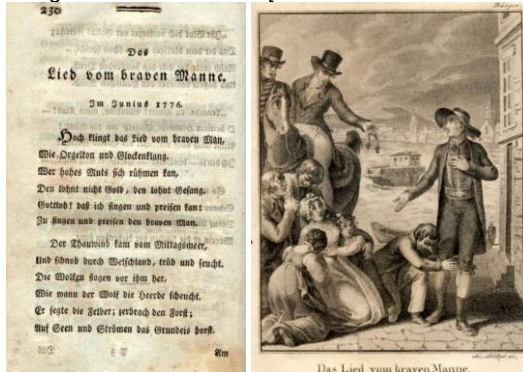 230
Das
Lied vom braven Manne.
Im Junius 1776.
Hoch klingt das Lied vom braven Man,
Wie Orgelton und Glockenklang.
Wer hohes Muts sich rühmen kan,
Den lohnt nicht Gold, den lohnt Gesang.
Gottlob! daß ich singen und preisen kan:
Zu singen und preisen den braven Man.
Der Thauwind kam vom Mittagsmeer,
Und schnob durch Welschland, trüb und feucht.
Die Wolken flogen vor ihm her,
Wie wann der Wolf die Heerde scheucht.
Er fegte die Felder; zerbrach den Forst;
Auf Seen und Strömen das Grundeis borst.
Am
Das Lied vom braven Manne.